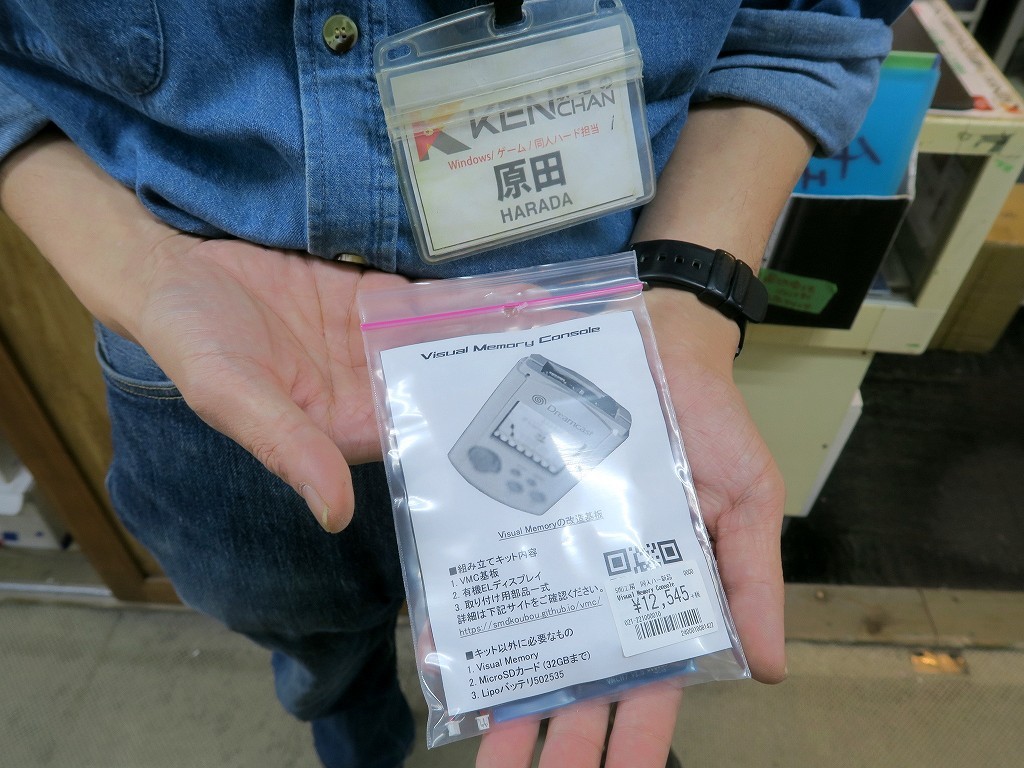 KENCHAN
Windows/ゲーム/同人ハード担当
原田
HARADA
Visual Memory Console
Dreamcast
Visual Memoryの改造基板
■組み立てキット内容
1. VMC基板
2. 有機ELディスプレイ
3. 取り付け用部品一式
詳細は下記サイトをご確認ください。
https://smdkoubou.github.io/vmc/
■キット以外に必要なもの
1. Visual Memory
2. MicroSDカード (32GBまで)
3. Lipoバッテリ502535
Visual Memory Console
¥12,545